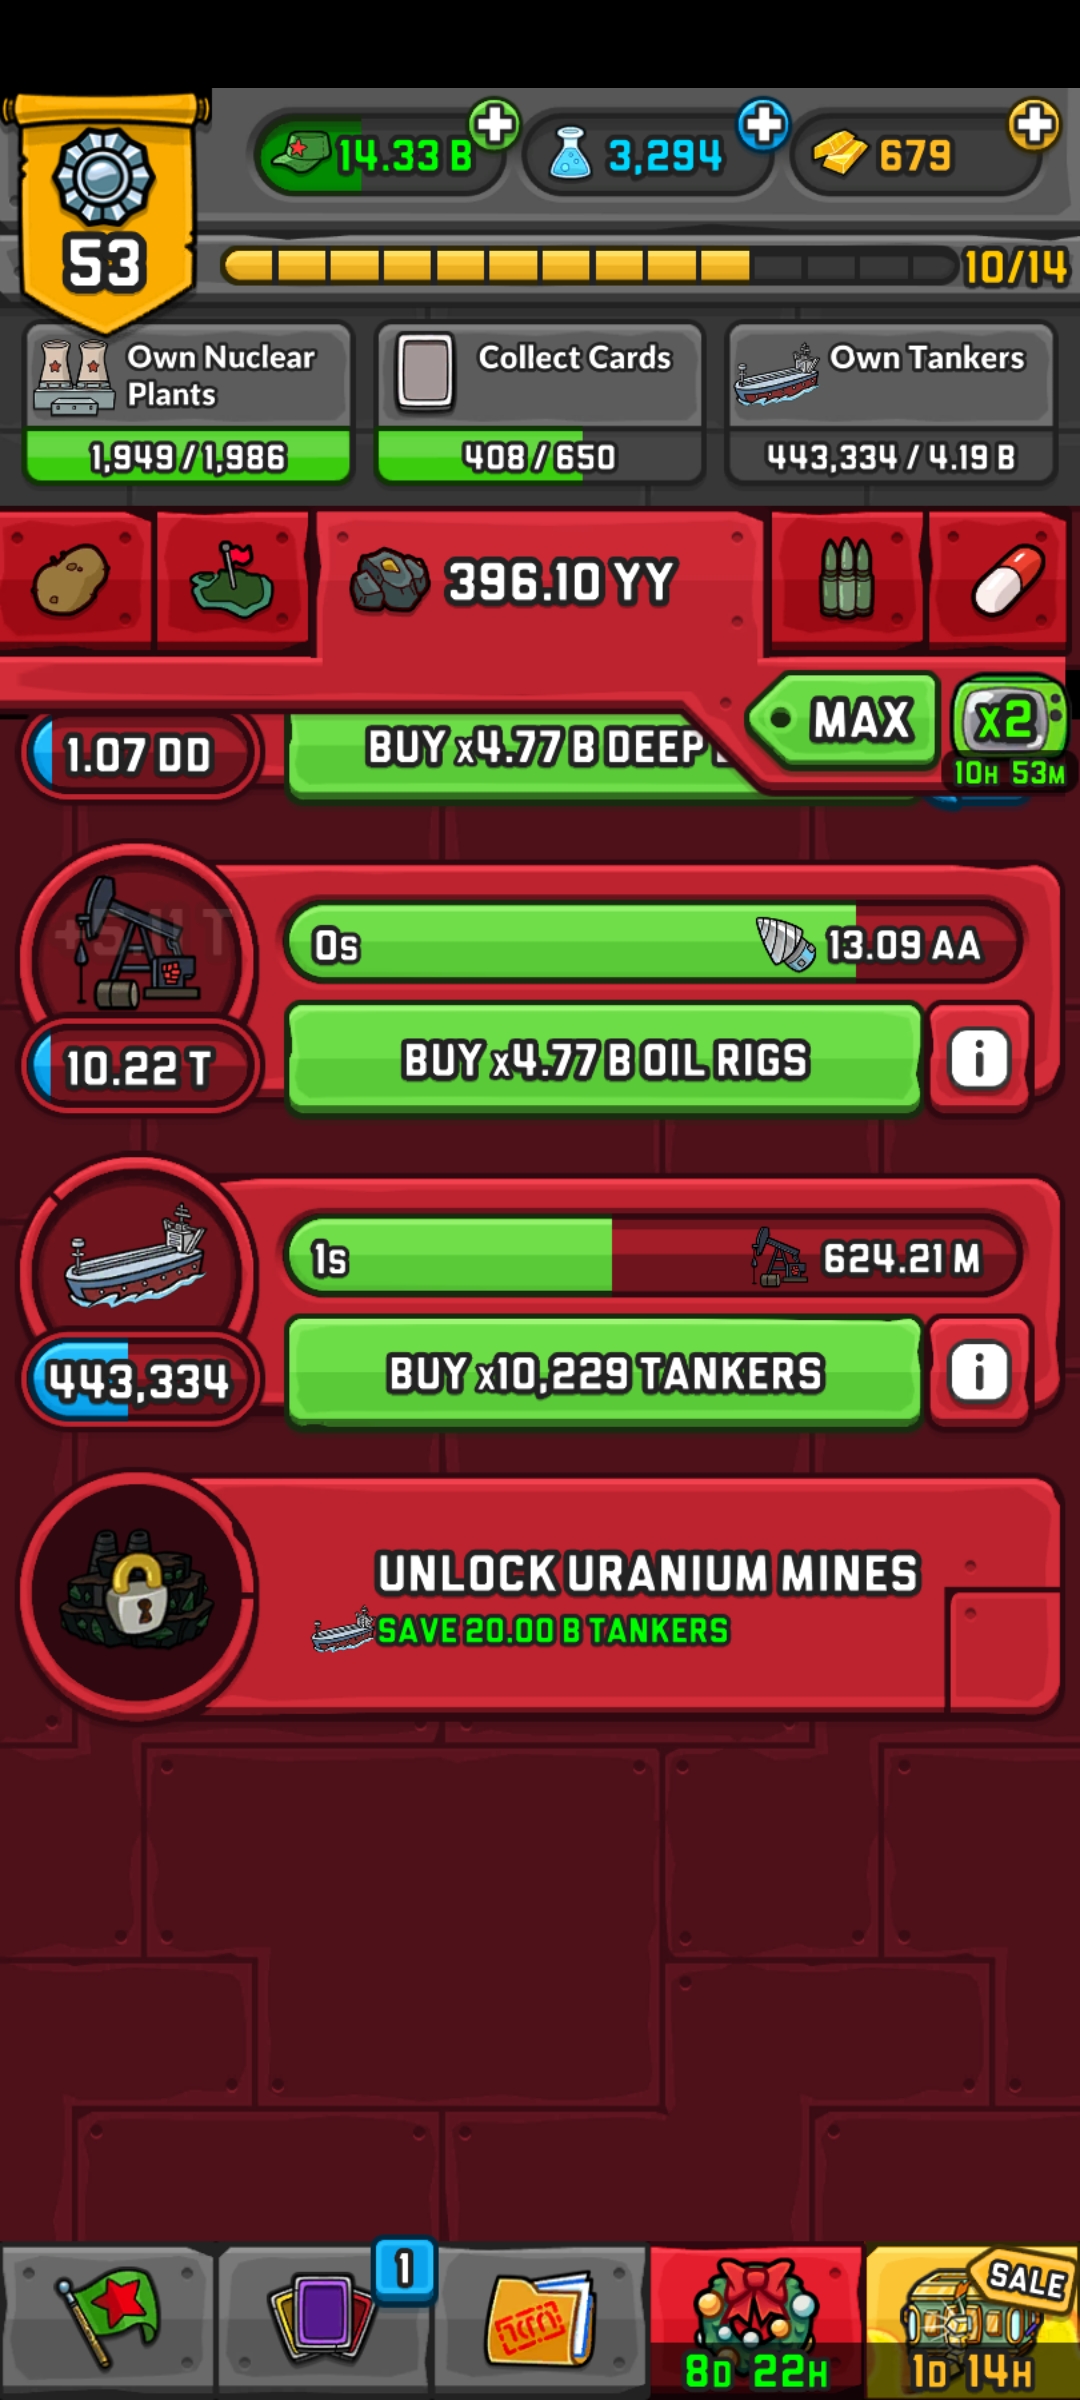 14.33 B
3,294
679
53
10/14
Own Nuclear
Plants
1,949/1,986
Collect Cards
408/650
Own Tankers
443,334/4.19 B
396.10 YY
MAX
x2
10H 53M
1.07 DD
BUY x4.77 B DEEP
0s
13.09 AA
10.22 T
BUY x4.77 B OIL RIGS
i
1s
624.21 M
443,334
BUY x10,229 TANKERS
i
UNLOCK URANIUM MINES
SAVE 20.00 B TANKERS
1
SALE
8D 22H
1D 14H